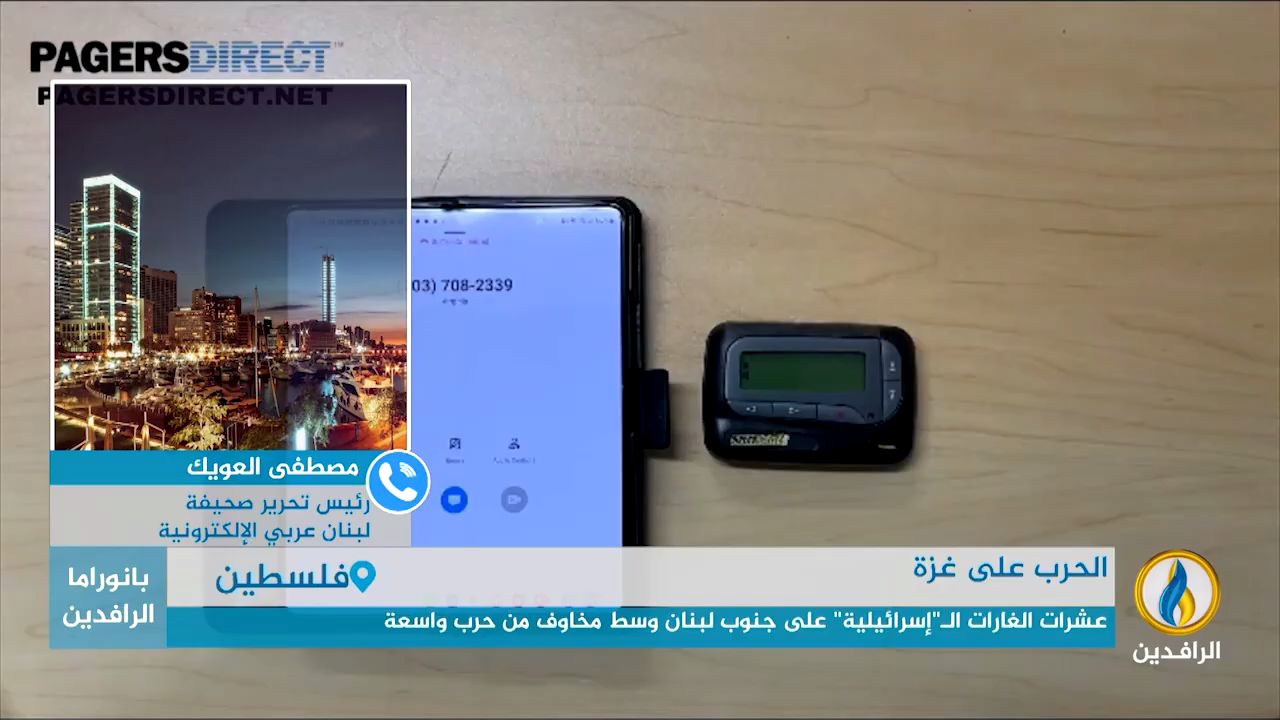 PAGERSDIRECT™
PAGERSDIRECT.NET
03) 708-2339
مصطفى العويك
رئيس تحرير صحيفة
لبنان عربي الإلكترونية
الحرب على غزة
فلسطين
بانوراما
الرافدين
عشرات الغارات الـ"إسرائيلية" على جنوب لبنان وسط مخاوف من حرب واسعة
الرافدين